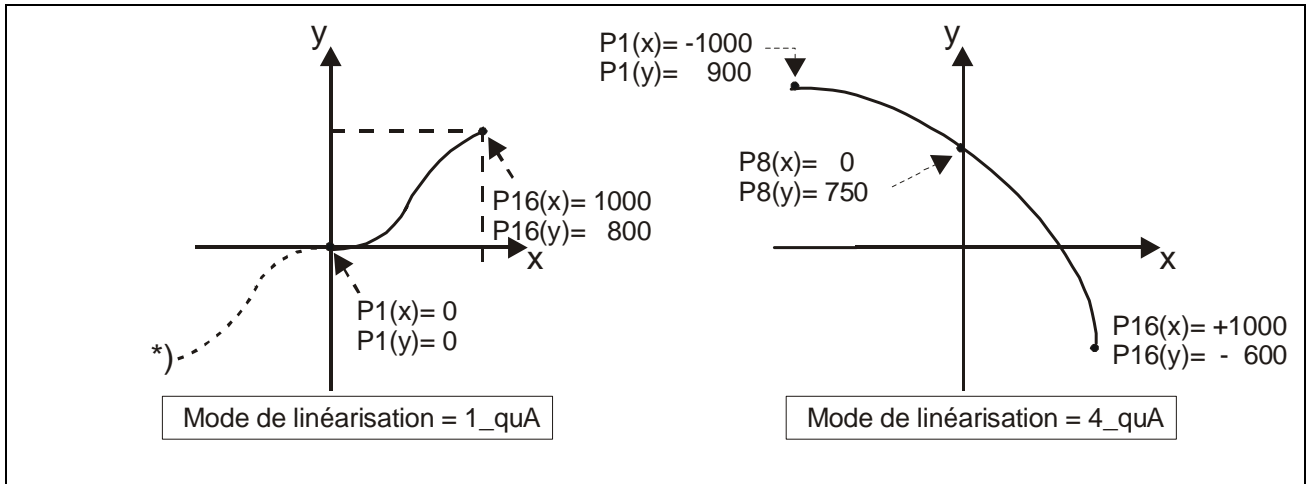 y
P16(x)= 1000
P16(y)= 800
x
P1(x)= 0
P1(y)= 0
*)
Mode de linéarisation = 1_quA
P1(x)= -1000
P1(y)= 900
y
P8(x)= 0
P8(y)= 750
x
P16(x)= +1000
P16(y)= - 600
Mode de linéarisation = 4_quA